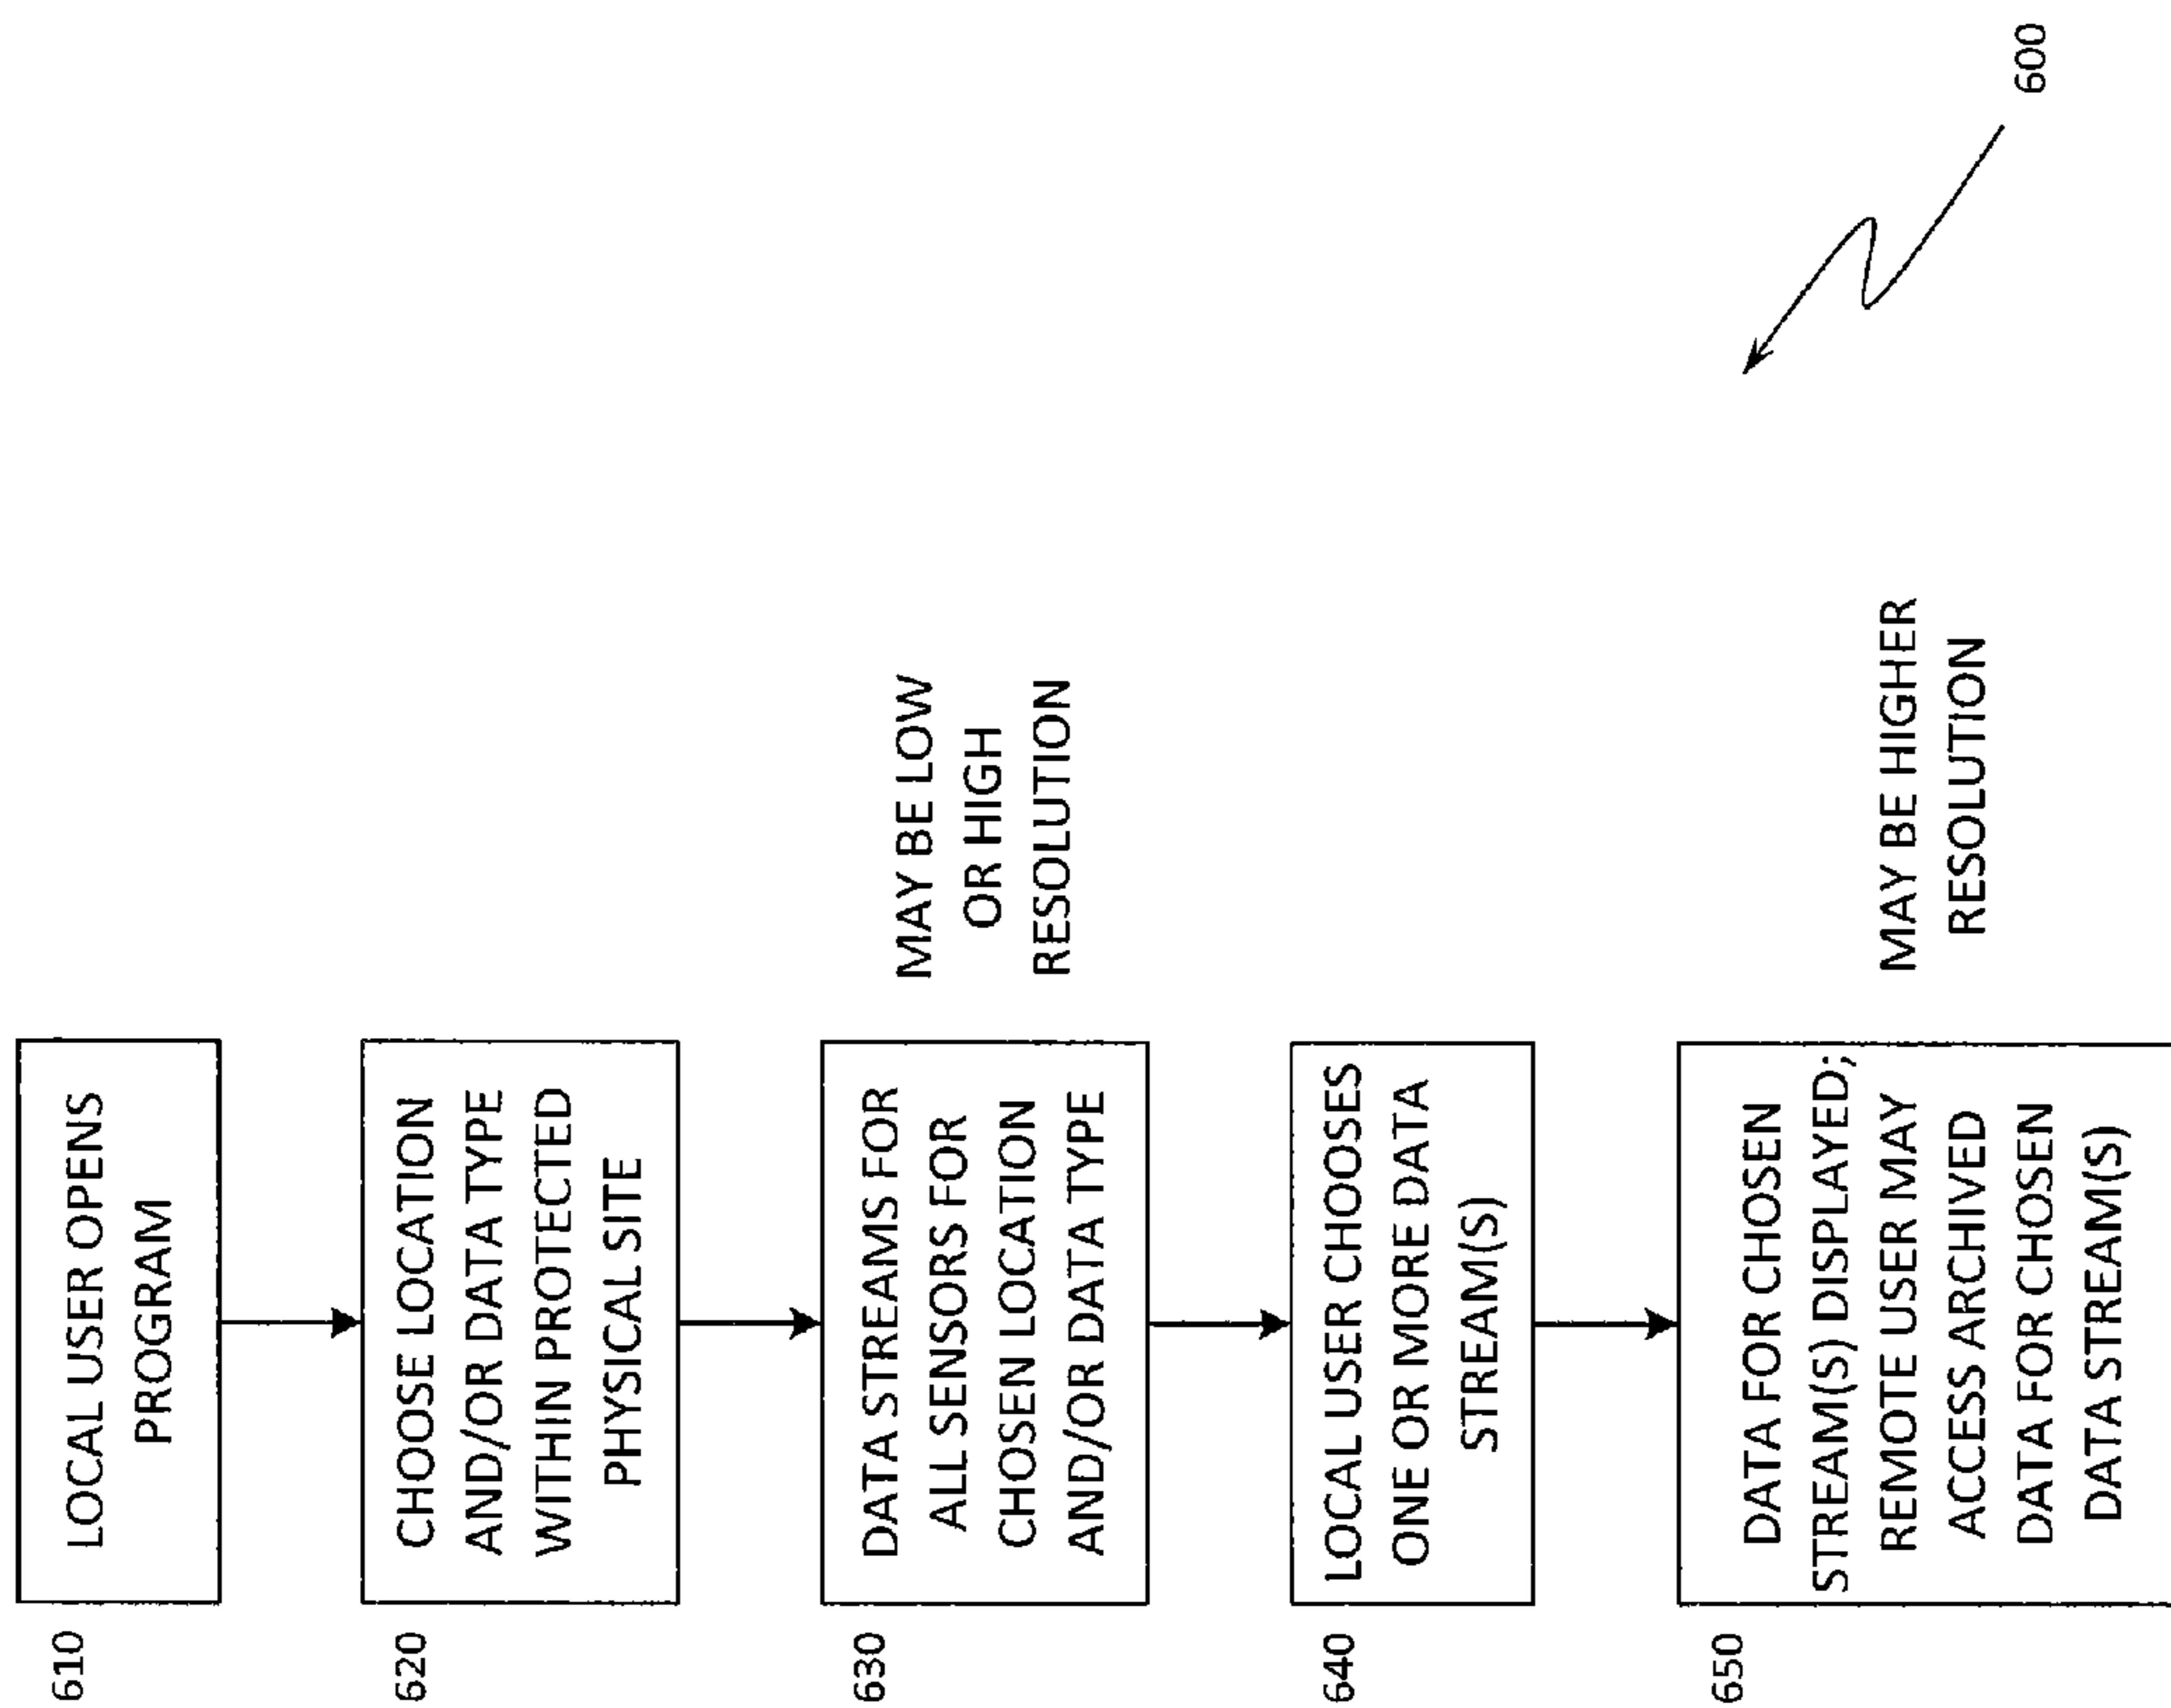 610
LOCAL USER OPENS
PROGRAM
620
CHOOSE LOCATION
AND/OR DATA TYPE
WITHIN PROTECTED
PHYSICAL SITE
630
DATA STREAMS FOR
ALL SENSORS FOR
CHOSEN LOCATION
AND/OR DATA TYPE
MAY BE LOW
OR HIGH
RESOLUTION
640
LOCAL USER CHOOSES
ONE OR MORE DATA
STREAM(S)
650
DATA FOR CHOSEN
STREAM(S) DISPLAYED;
REMOTE USER MAY
ACCESS ARCHIVED
DATA FOR CHOSEN
DATA STREAM(S)
MAY BE HIGHER
RESOLUTION
600